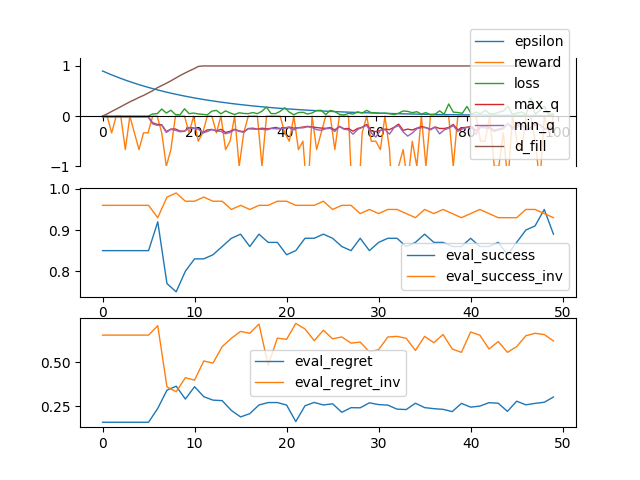 epsilon
reward
loss
max_q
min_q
d_fill
1
0
−1
0 20 40 60 80 100
1.0
0.9
0.8
eval_success
eval_success_inv
0 10 20 30 40 50
0.50
0.25
eval_regret
eval_regret_inv
0 10 20 30 40 50